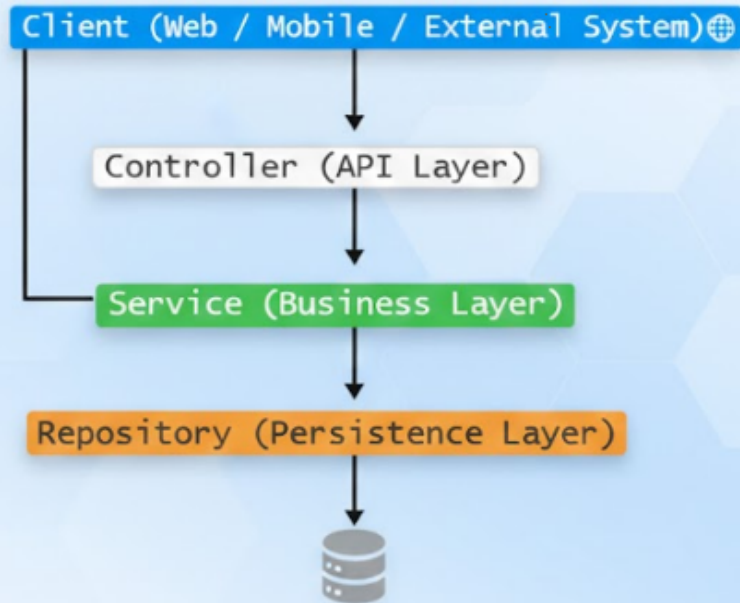 Client (Web / Mobile / External System)
Controller (API Layer)
Service (Business Layer)
Repository (Persistence Layer)